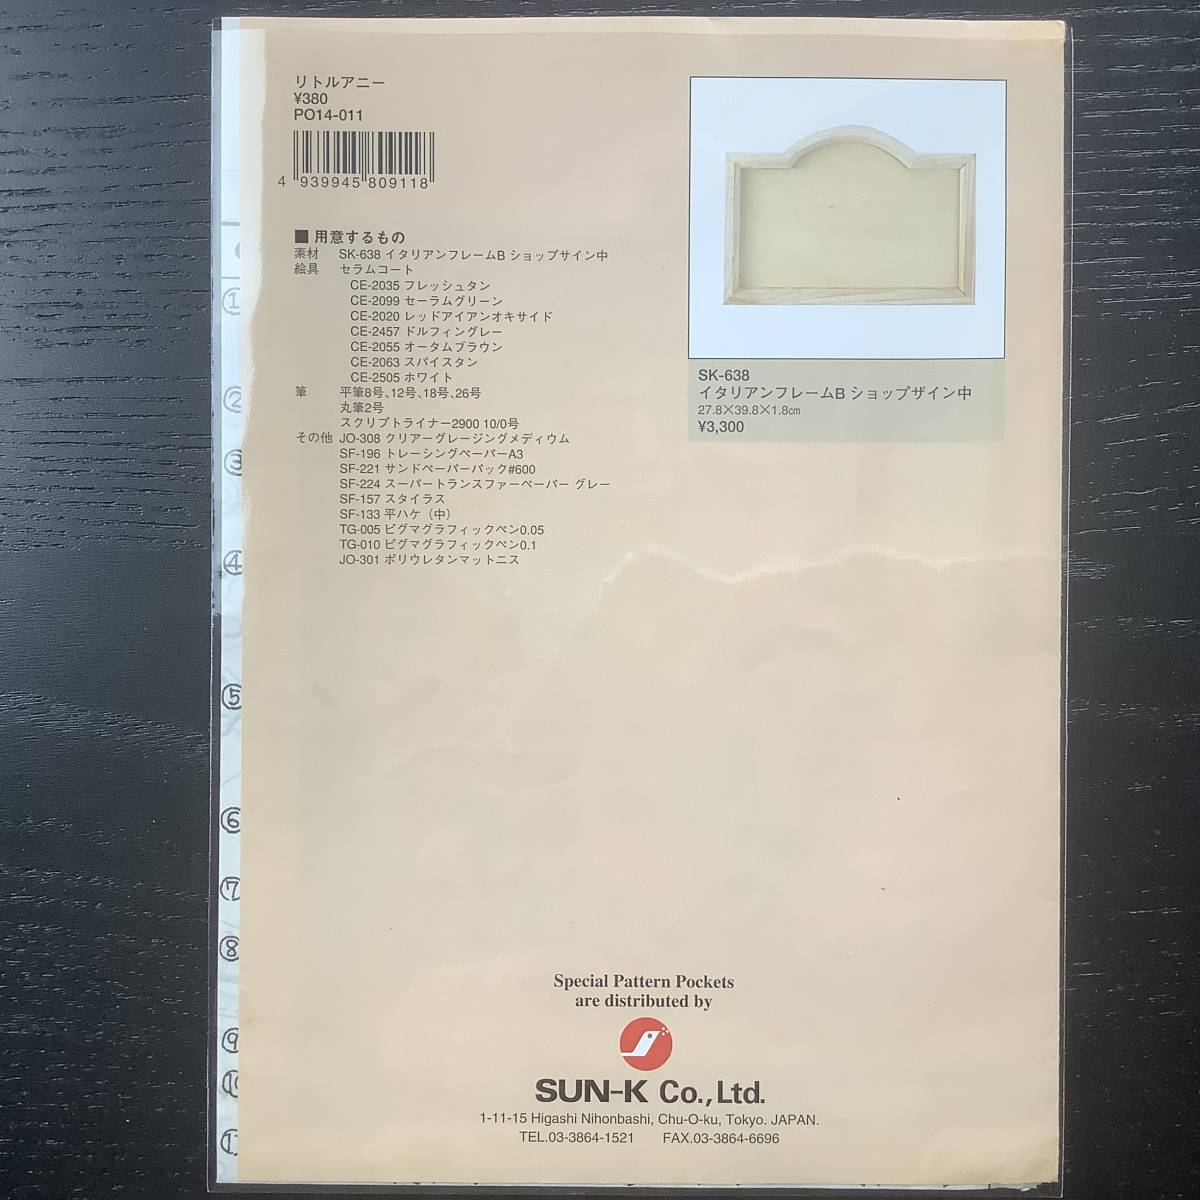 リトルアニー
¥380
PO14-011
4 939945 809118
■ 用意するもの
素材 SK-638 イタリアンフレームB ショップサイン中
絵具 セラムコート
CE-2035 フレッシュタン
CE-2099 セーラムグリーン
CE-2020 レッドアイアンオキサイド
CE-2457 ドルフィングレー
CE-2055 オータムブラウン
CE-2063 スパイスタン
CE-2505 ホワイト
筆 平筆8号、12号、18号、26号
丸筆2号
スクリプトライナー2900 10/0号
その他 JO-308 クリアーグレージングメディウム
SF-196 トレーシングペーパーA3
SF-221 サンドペーパーパック#600
SF-224 スーパートランスファーペーパー グレー
SF-157 スタイラス
SF-133 平ハケ（中）
TG-005 ピグマグラフィックペン0.05
TG-010 ピグマグラフィックペン0.1
JO-301 ポリウレタンマットニス
SK-638
イタリアンフレームB ショップザイン中
27.8×39.8×1.8㎝
¥3,300
①
②
③
④
⑤
⑥
⑦
⑧
⑨
⑩
⑪
Special Pattern Pockets
are distributed by
SUN-K Co.,Ltd.
1-11-15 Higashi Nihonbashi, Chu-O-ku, Tokyo. JAPAN.
TEL.03-3864-1521 FAX.03-3864-6696